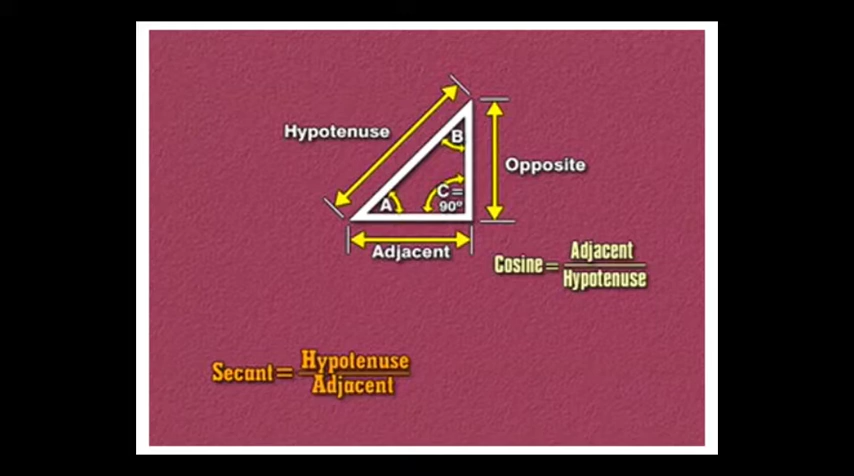 Hypotenuse
B
Opposite
C=
A
90º
Adjacent
Cosine = Adjacent
Hypotenuse
Secant = Hypotenuse
Adjacent